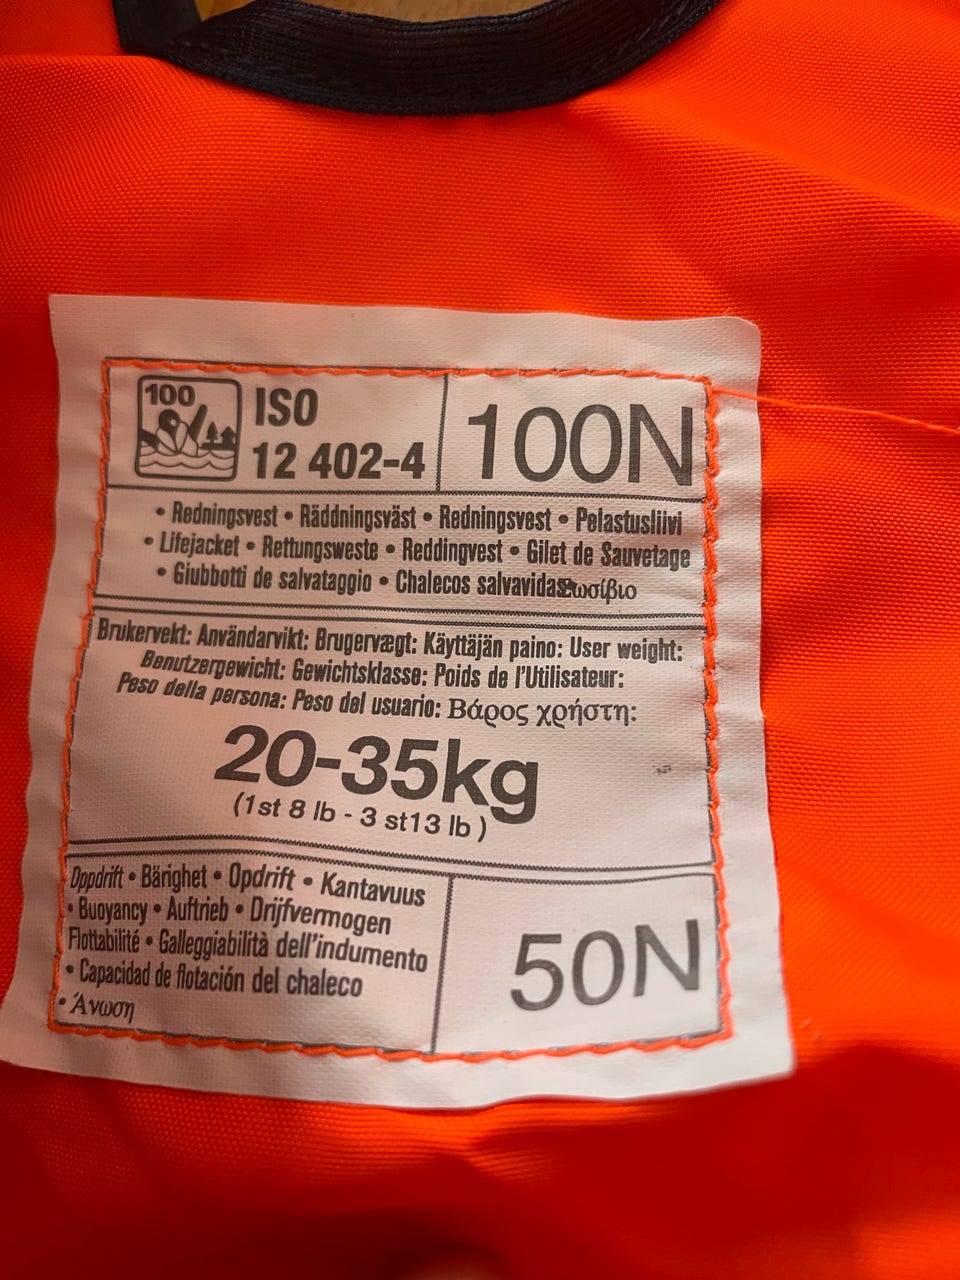 100
ISO
12 402-4
100N
• Redningsvest • Räddningsväst • Redningsvest • Pelastusliivi
• Lifejacket • Rettungsweste • Reddingvest • Gilet de Sauvetage
• Giubbotti de salvataggio • Chalecos salvavidas Σωσίβιο
Brukervekt: Användarvikt: Brugervægt: Käyttäjän paino: User weight:
Benutzergewicht: Gewichtsklasse: Poids de l'Utilisateur:
Peso della persona: Peso del usuario: Βάρος χρήστη:
20-35kg
(1st 8 lb - 3 st13 lb )
Oppdrift • Bärighet • Opdrift • Kantavuus
• Buoyancy • Auftrieb • Drijfvermogen
Flottabilité • Galleggiabilità dell'indumento
• Capacidad de flotación del chaleco
• Άνωση
50N